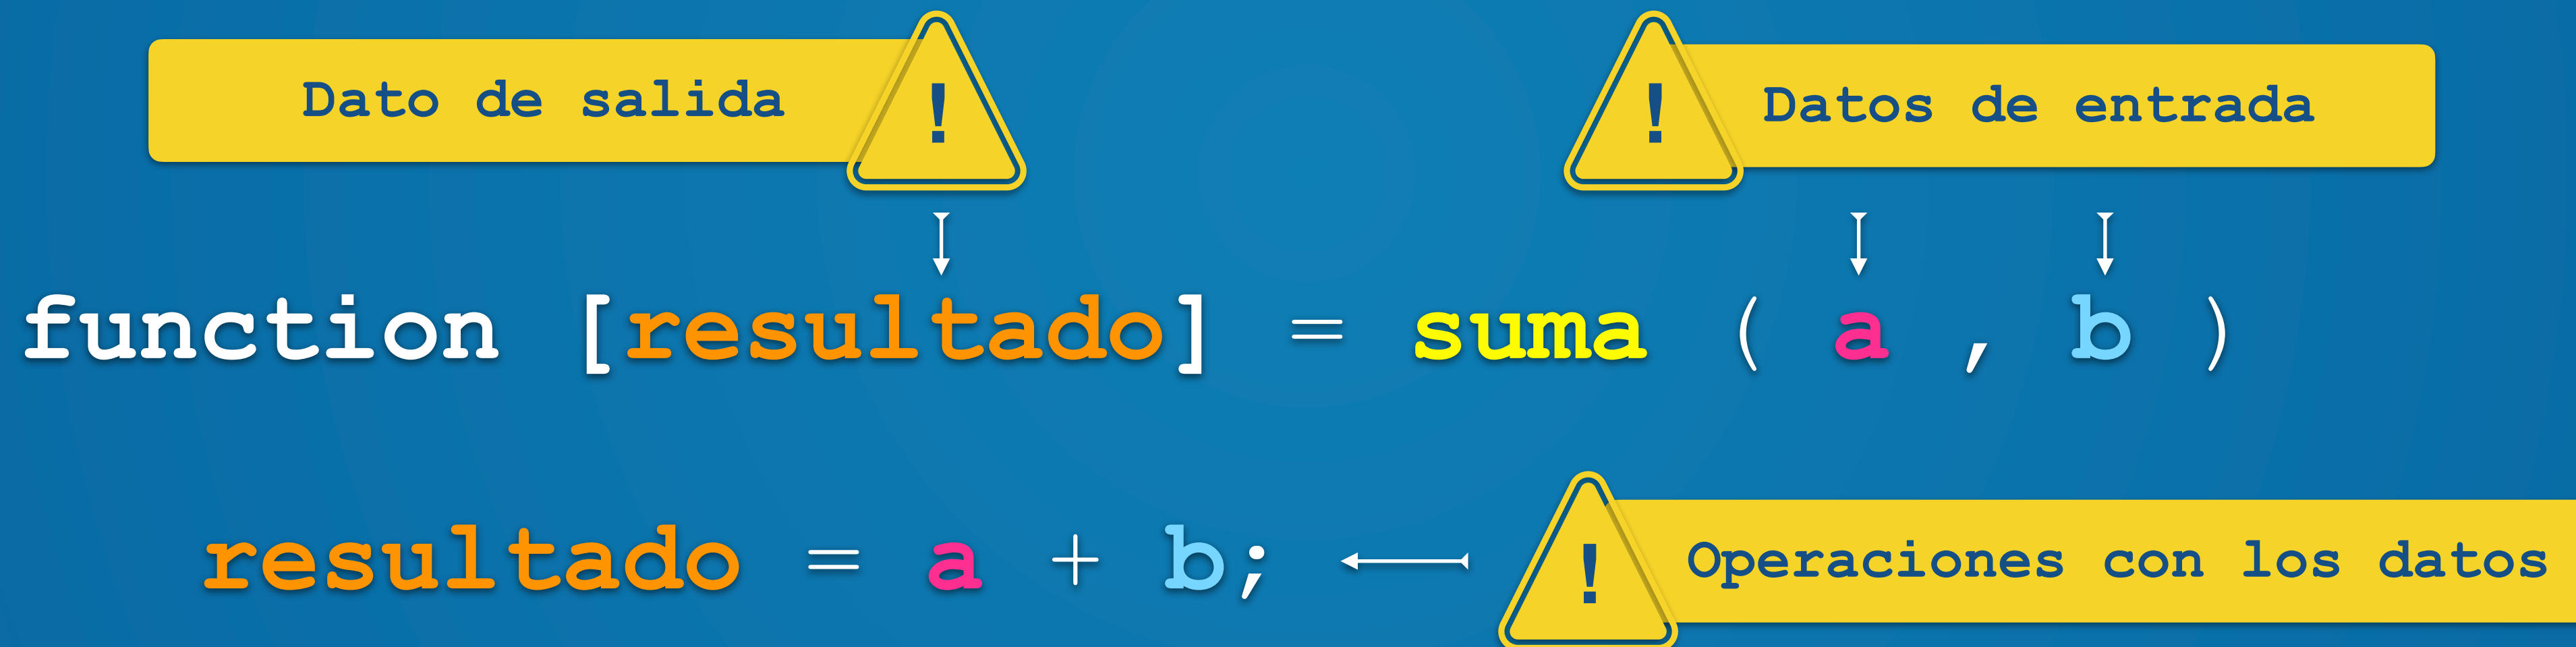 Dato de salida !
! Datos de entrada
function [resultado] = suma ( a , b )
resultado = a + b;
! Operaciones con los datos